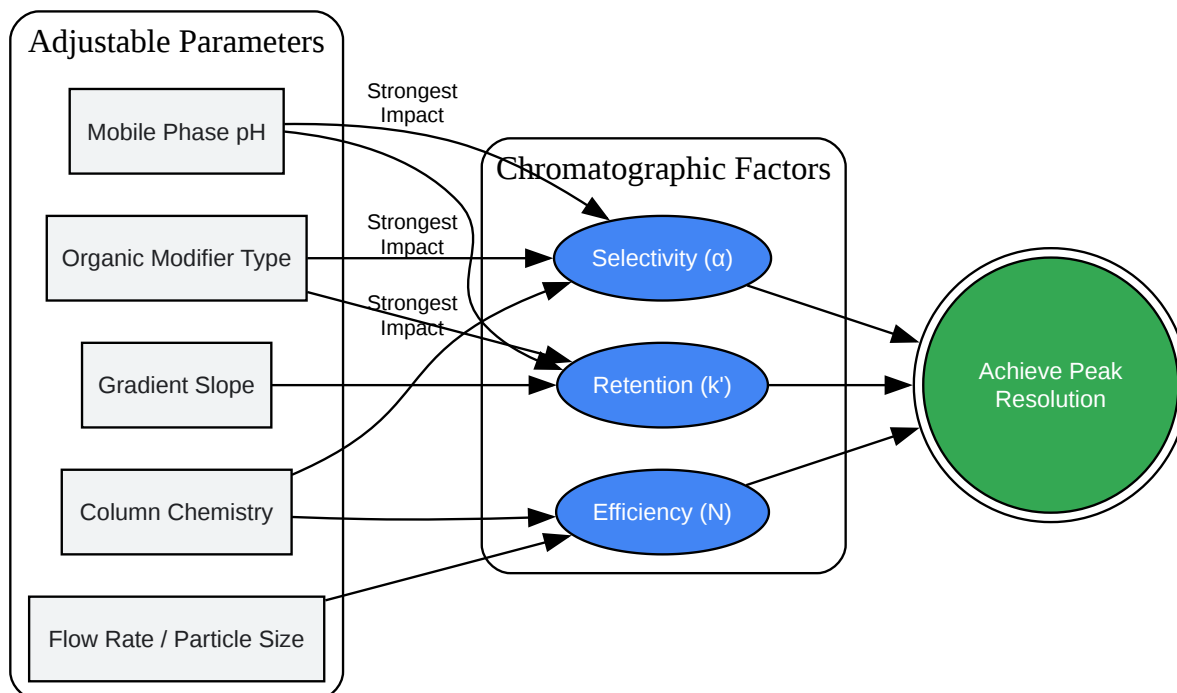 Adjustable Parameters
Mobile Phase pH
Organic Modifier Type
Gradient Slope
Column Chemistry
Flow Rate / Particle Size
Strongest
Impact
Strongest
Impact
Strongest
Impact
Chromatographic Factors
Selectivity (α)
Retention (k')
Efficiency (N)
Achieve Peak
Resolution